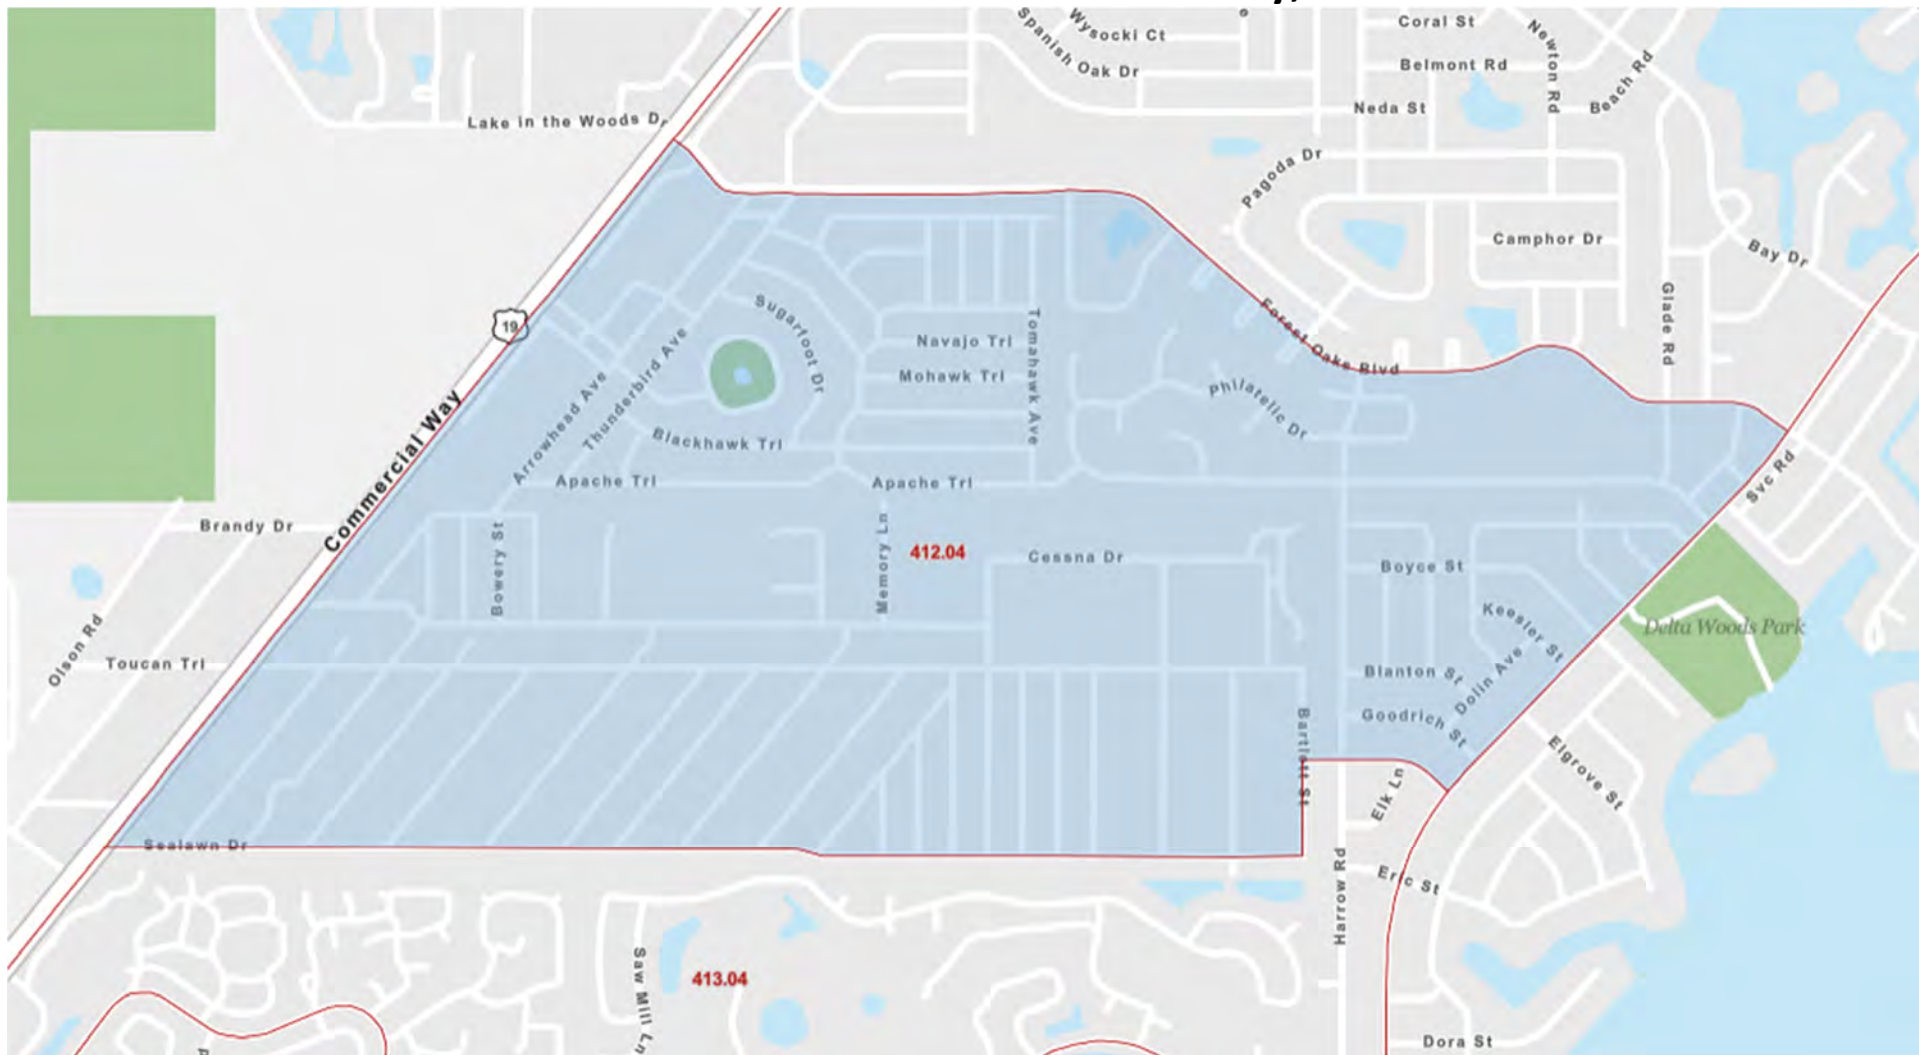 Wysocki Ct
Spanish Oak Dr
Coral St
Newton Rd
Belmont Rd
Beach Rd
Neda St
Lake in the Woods Dr
Pagoda Dr
Camphor Dr
Bay Dr
Glade Rd
19
Sugarfoot Dr
Navajo Trl
Mohawk Trl
Tomahawk Ave
Forest Oaks Blvd
Philatelic Dr
Commercial Way
Arrowhead Ave
Thunderbird Ave
Blackhawk Trl
Apache Trl
Apache Trl
Svc Rd
Brandy Dr
Bowery St
Memory Ln
412.04
Cessna Dr
Boyce St
Keesler St
Delta Woods Park
Olson Rd
Toucan Trl
Blanton St
Dolin Ave
Goodrich St
Bartlett St
Elgrove St
Elk Ln
Sealawn Dr
Harrow Rd
Eric St
Saw Mill Ln
413.04
Dora St